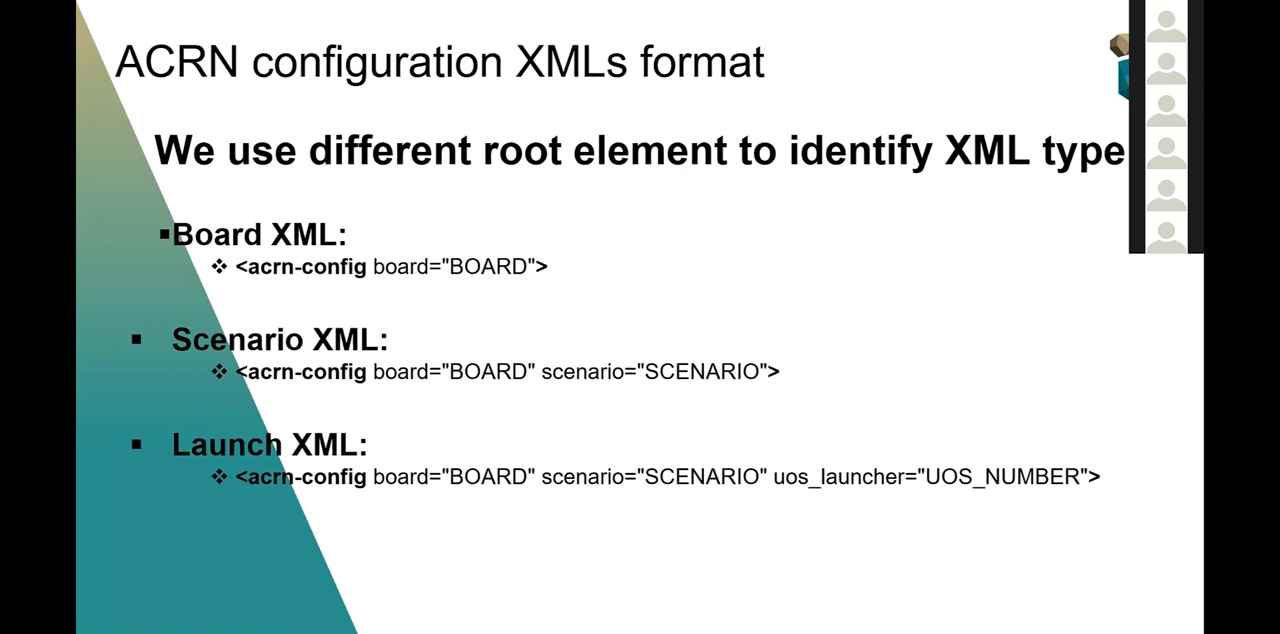 ACRN configuration XMLs format
We use different root element to identify XML type
▪Board XML:
❖ <acrn-config board="BOARD">
▪ Scenario XML:
❖ <acrn-config board="BOARD" scenario="SCENARIO">
▪ Launch XML:
❖ <acrn-config board="BOARD" scenario="SCENARIO" uos_launcher="UOS_NUMBER">